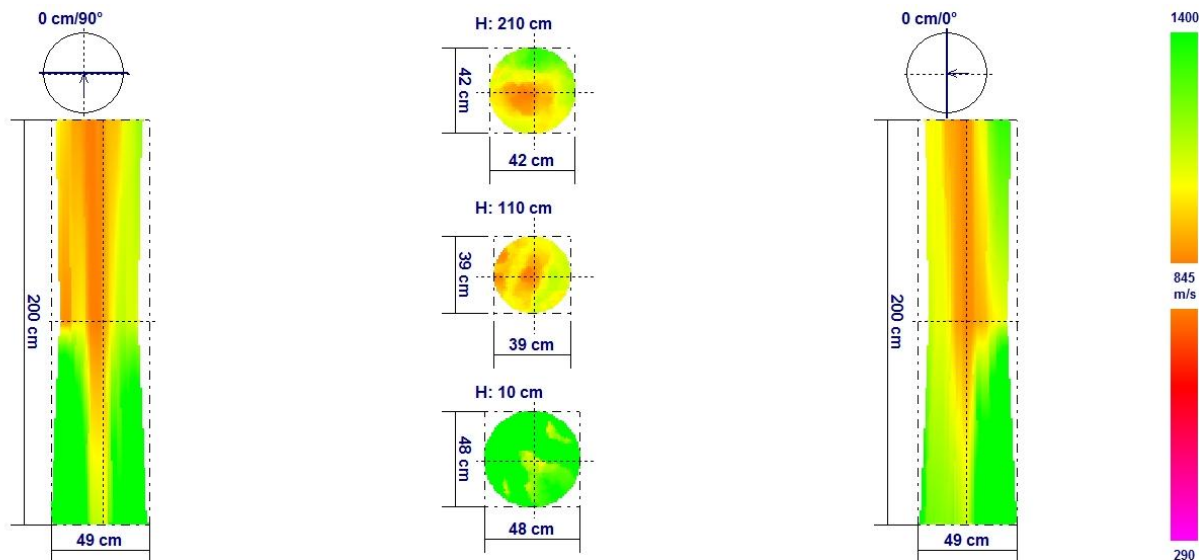 0 cm/90°
200 cm
49 cm
H: 210 cm
42 cm
42 cm
H: 110 cm
39 cm
39 cm
H: 10 cm
48 cm
48 cm
0 cm/0°
200 cm
49 cm
1400
845
m/s
290